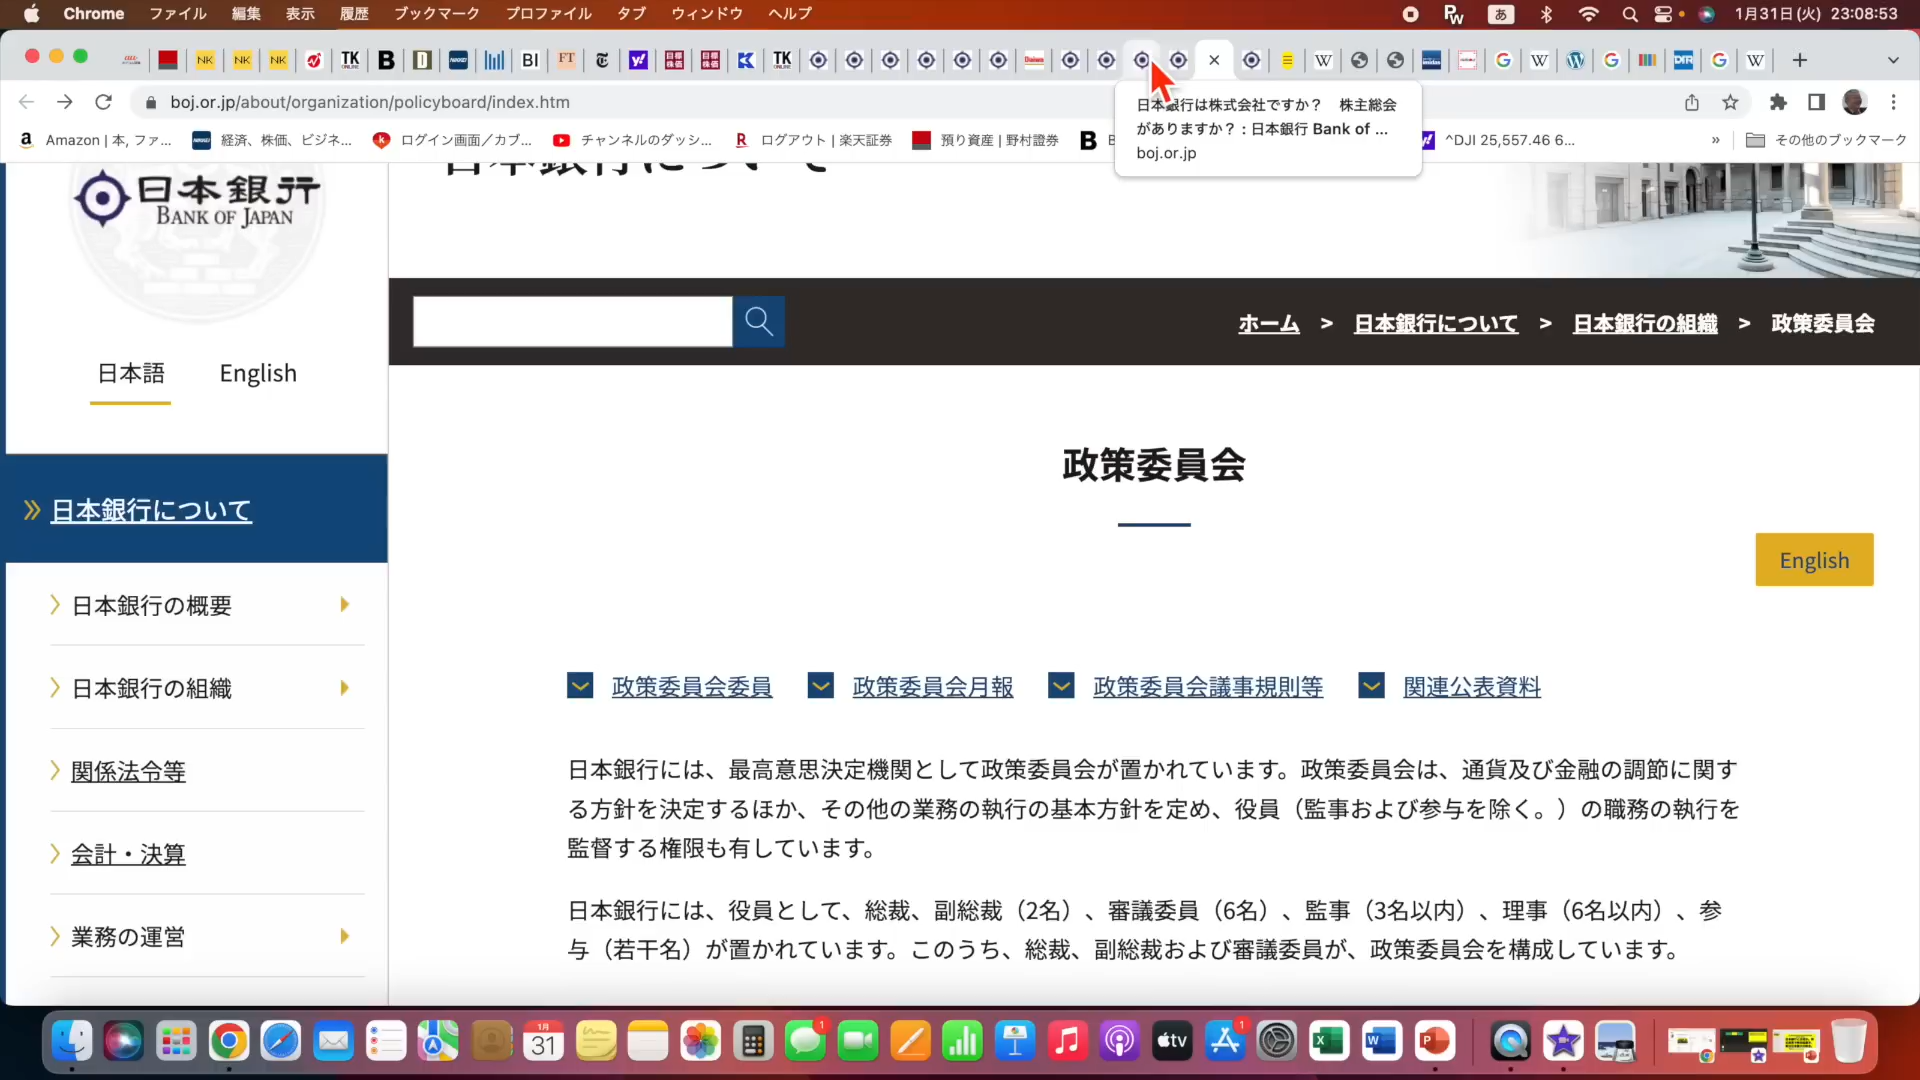 Chrome ファイル 編集 表示 履歴 ブックマーク プロファイル タブ ウィンドウ ヘルプ
あ 1月31日(火) 23:08:53
NK NK NK TK B D BI FT TK W W W
boj.or.jp/about/organization/policyboard/index.htm
Amazon | 本, ファ... 経済、株価、ビジネ... ログイン画面／カブ... チャンネルのダッシ... ログアウト | 楽天証券 預り資産 | 野村證券 B ^DJI 25,557.46 6... » その他のブックマーク
日本銀行は株式会社ですか？　株主総会
がありますか？ : 日本銀行 Bank of ...
boj.or.jp
日本銀行について
日本銀行
BANK OF JAPAN
日本語 English
ホーム > 日本銀行について > 日本銀行の組織 > 政策委員会
日本銀行について
日本銀行の概要
日本銀行の組織
関係法令等
会計・決算
業務の運営
政策委員会
English
政策委員会委員 政策委員会月報 政策委員会議事規則等 関連公表資料
日本銀行には、最高意思決定機関として政策委員会が置かれています。政策委員会は、通貨及び金融の調節に関す
る方針を決定するほか、その他の業務の執行の基本方針を定め、役員（監事および参与を除く。）の職務の執行を
監督する権限も有しています。
日本銀行には、役員として、総裁、副総裁（2名）、審議委員（6名）、監事（3名以内）、理事（6名以内）、参
与（若干名）が置かれています。このうち、総裁、副総裁および審議委員が、政策委員会を構成しています。
1月
31
1
tv
1